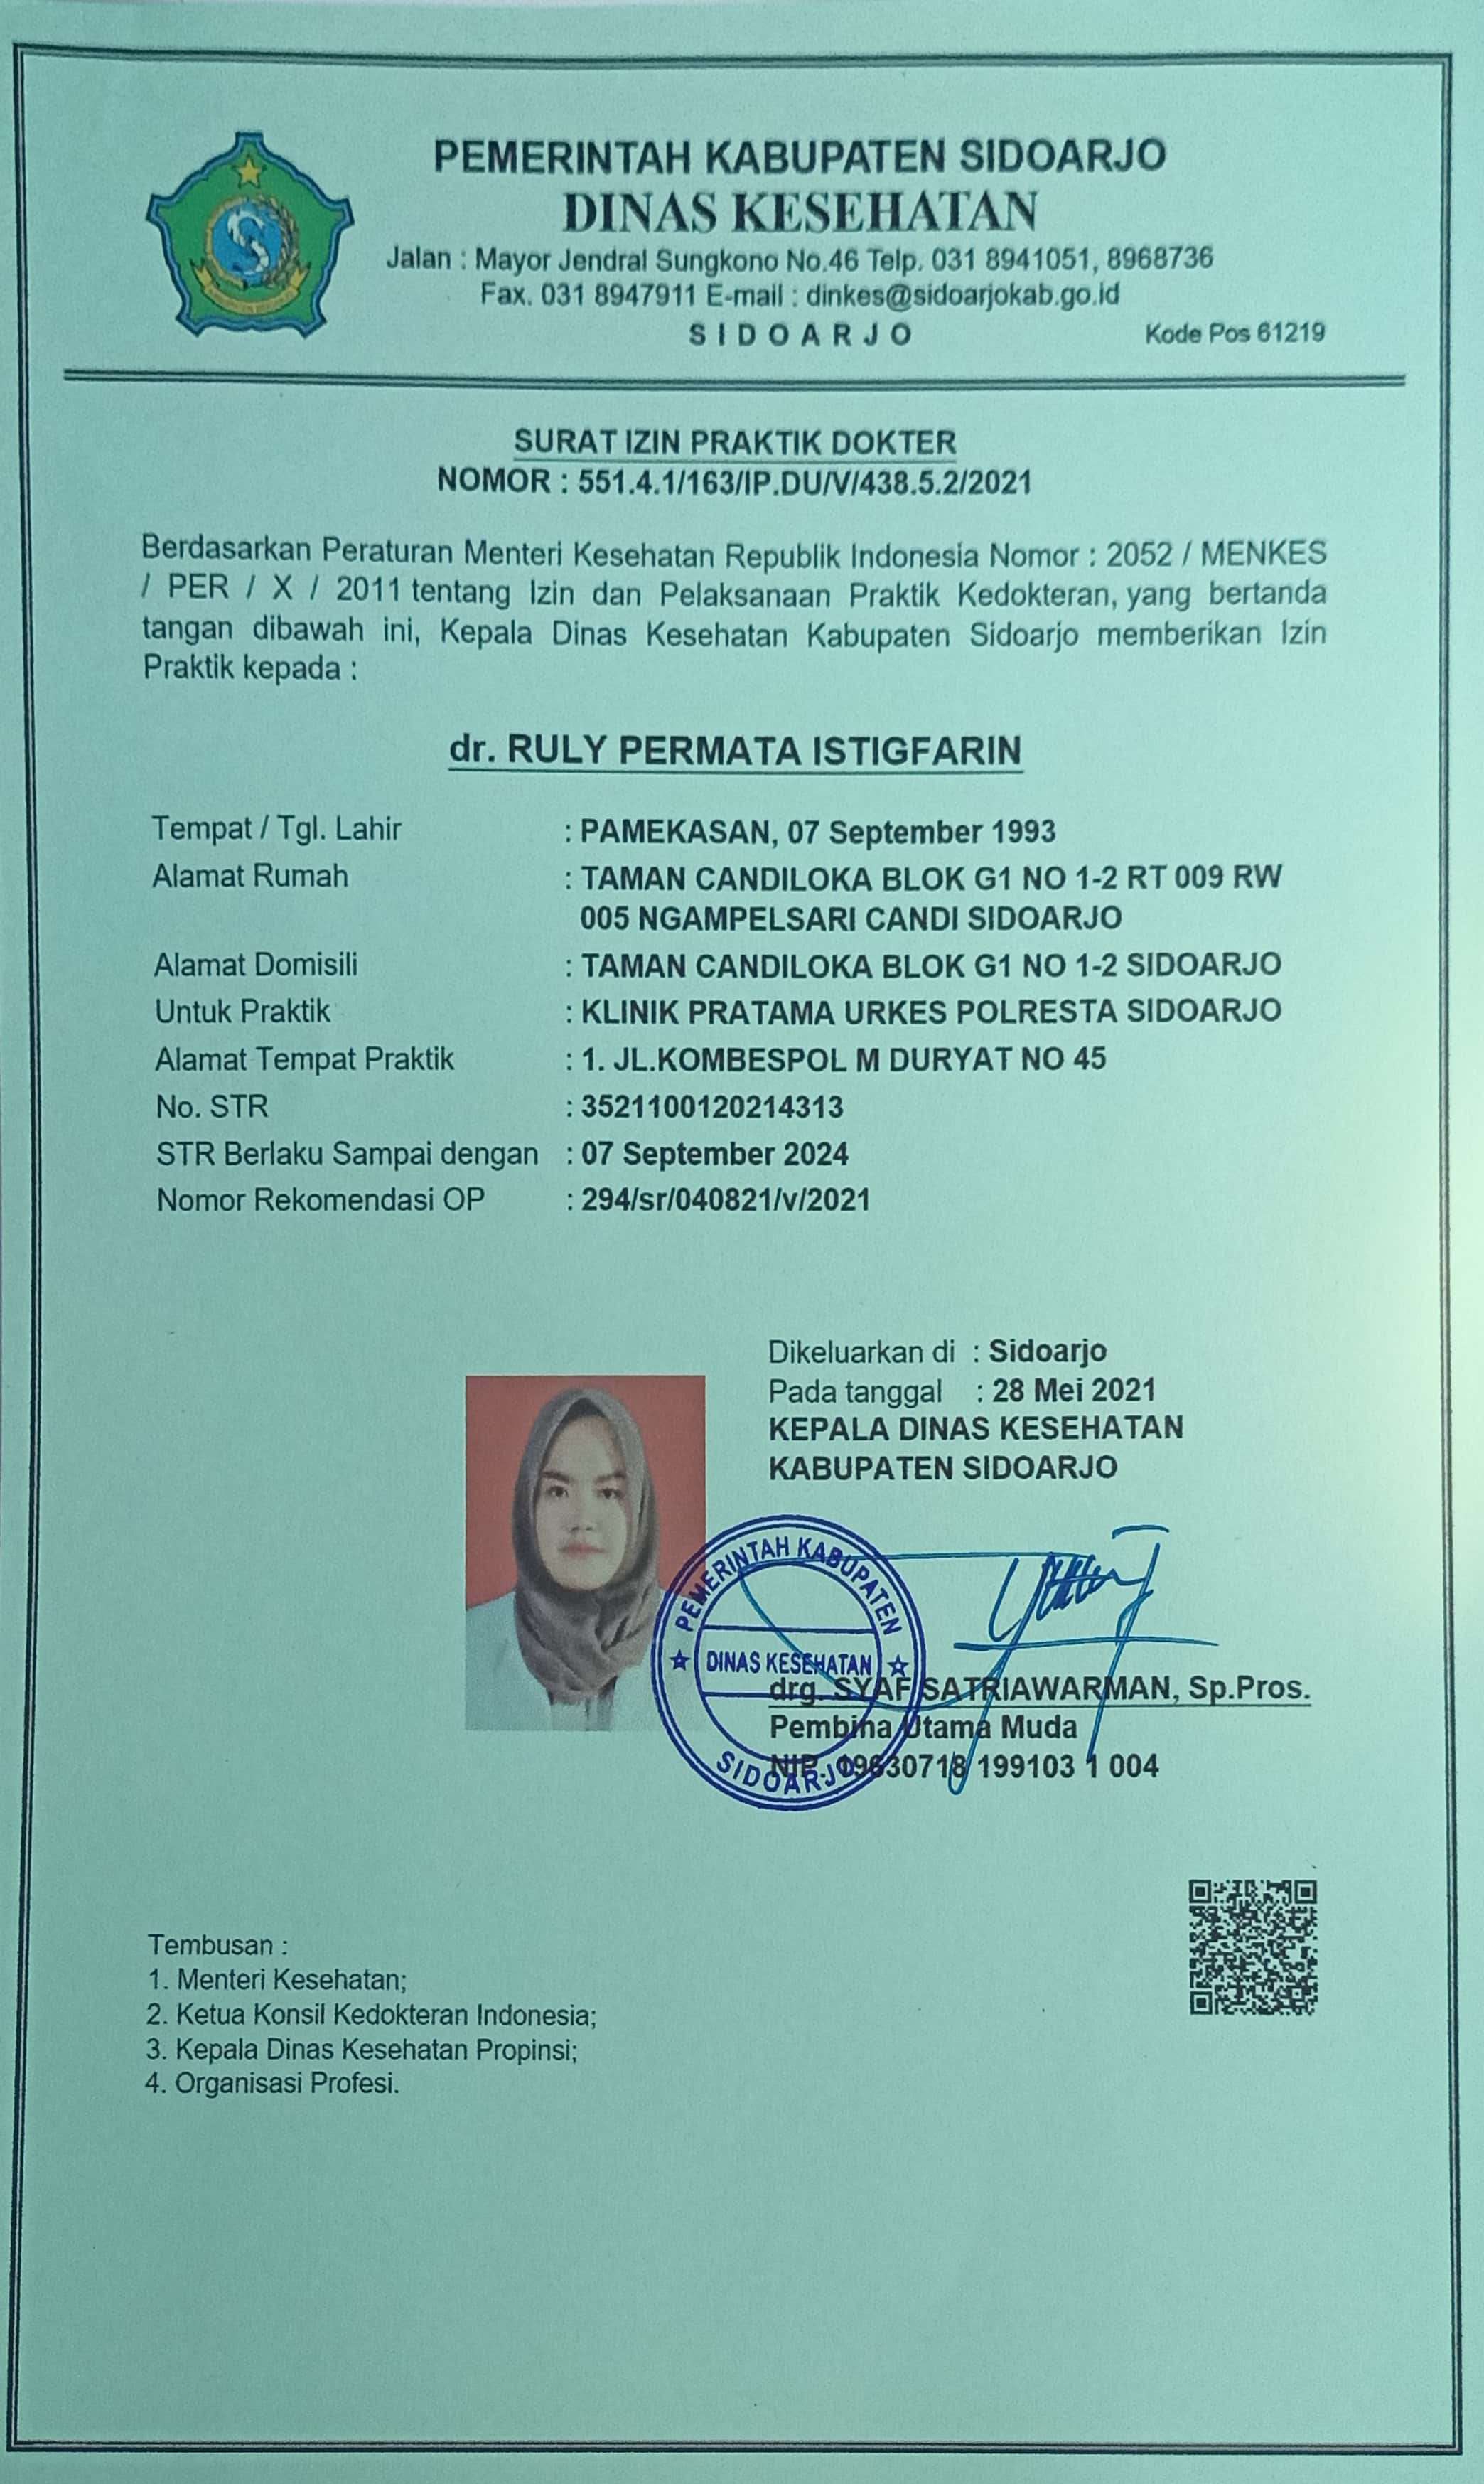 PEMERINTAH KABUPATEN SIDOARJO
DINAS KESEHATAN
Jalan : Mayor Jendral Sungkono No.46 Telp. 031 8941051, 8968736
Fax. 031 8947911 E-mail : dinkes@sidoarjokab.go.id
S I D O A R J O Kode Pos 61219
SURAT IZIN PRAKTIK DOKTER
NOMOR : 551.4.1/163/IP.DU/V/438.5.2/2021
Berdasarkan Peraturan Menteri Kesehatan Republik Indonesia Nomor : 2052 / MENKES
/ PER / X / 2011 tentang Izin dan Pelaksanaan Praktik Kedokteran, yang bertanda
tangan dibawah ini, Kepala Dinas Kesehatan Kabupaten Sidoarjo memberikan Izin
Praktik kepada :
dr. RULY PERMATA ISTIGFARIN
Tempat / Tgl. Lahir : PAMEKASAN, 07 September 1993
Alamat Rumah : TAMAN CANDILOKA BLOK G1 NO 1-2 RT 009 RW
005 NGAMPELSARI CANDI SIDOARJO
Alamat Domisili : TAMAN CANDILOKA BLOK G1 NO 1-2 SIDOARJO
Untuk Praktik : KLINIK PRATAMA URKES POLRESTA SIDOARJO
Alamat Tempat Praktik : 1. JL.KOMBESPOL M DURYAT NO 45
No. STR : 3521100120214313
STR Berlaku Sampai dengan : 07 September 2024
Nomor Rekomendasi OP : 294/sr/040821/v/2021
Dikeluarkan di : Sidoarjo
Pada tanggal : 28 Mei 2021
KEPALA DINAS KESEHATAN
KABUPATEN SIDOARJO
PEMERINTAH KABUPATEN
DINAS KESEHATAN
SIDOARJO
drg. SYAF SATRIAWARMAN, Sp.Pros.
Pembina Utama Muda
NIP. 19630718 199103 1 004
Tembusan :
1. Menteri Kesehatan;
2. Ketua Konsil Kedokteran Indonesia;
3. Kepala Dinas Kesehatan Propinsi;
4. Organisasi Profesi.